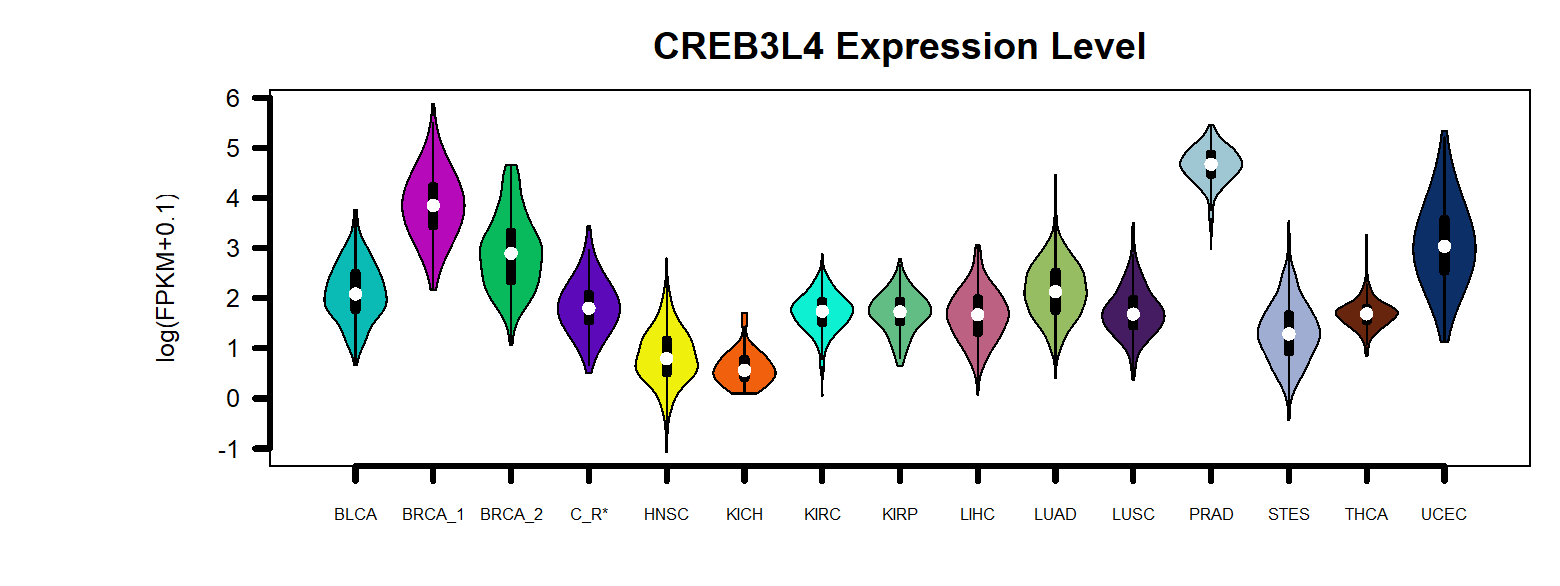 CREB3L4 Expression Level
log(FPKM+0.1)
6
5
4
3
2
1
0
-1
BLCA BRCA_1 BRCA_2 C_R* HNSC KICH KIRC KIRP LIHC LUAD LUSC PRAD STES THCA UCEC